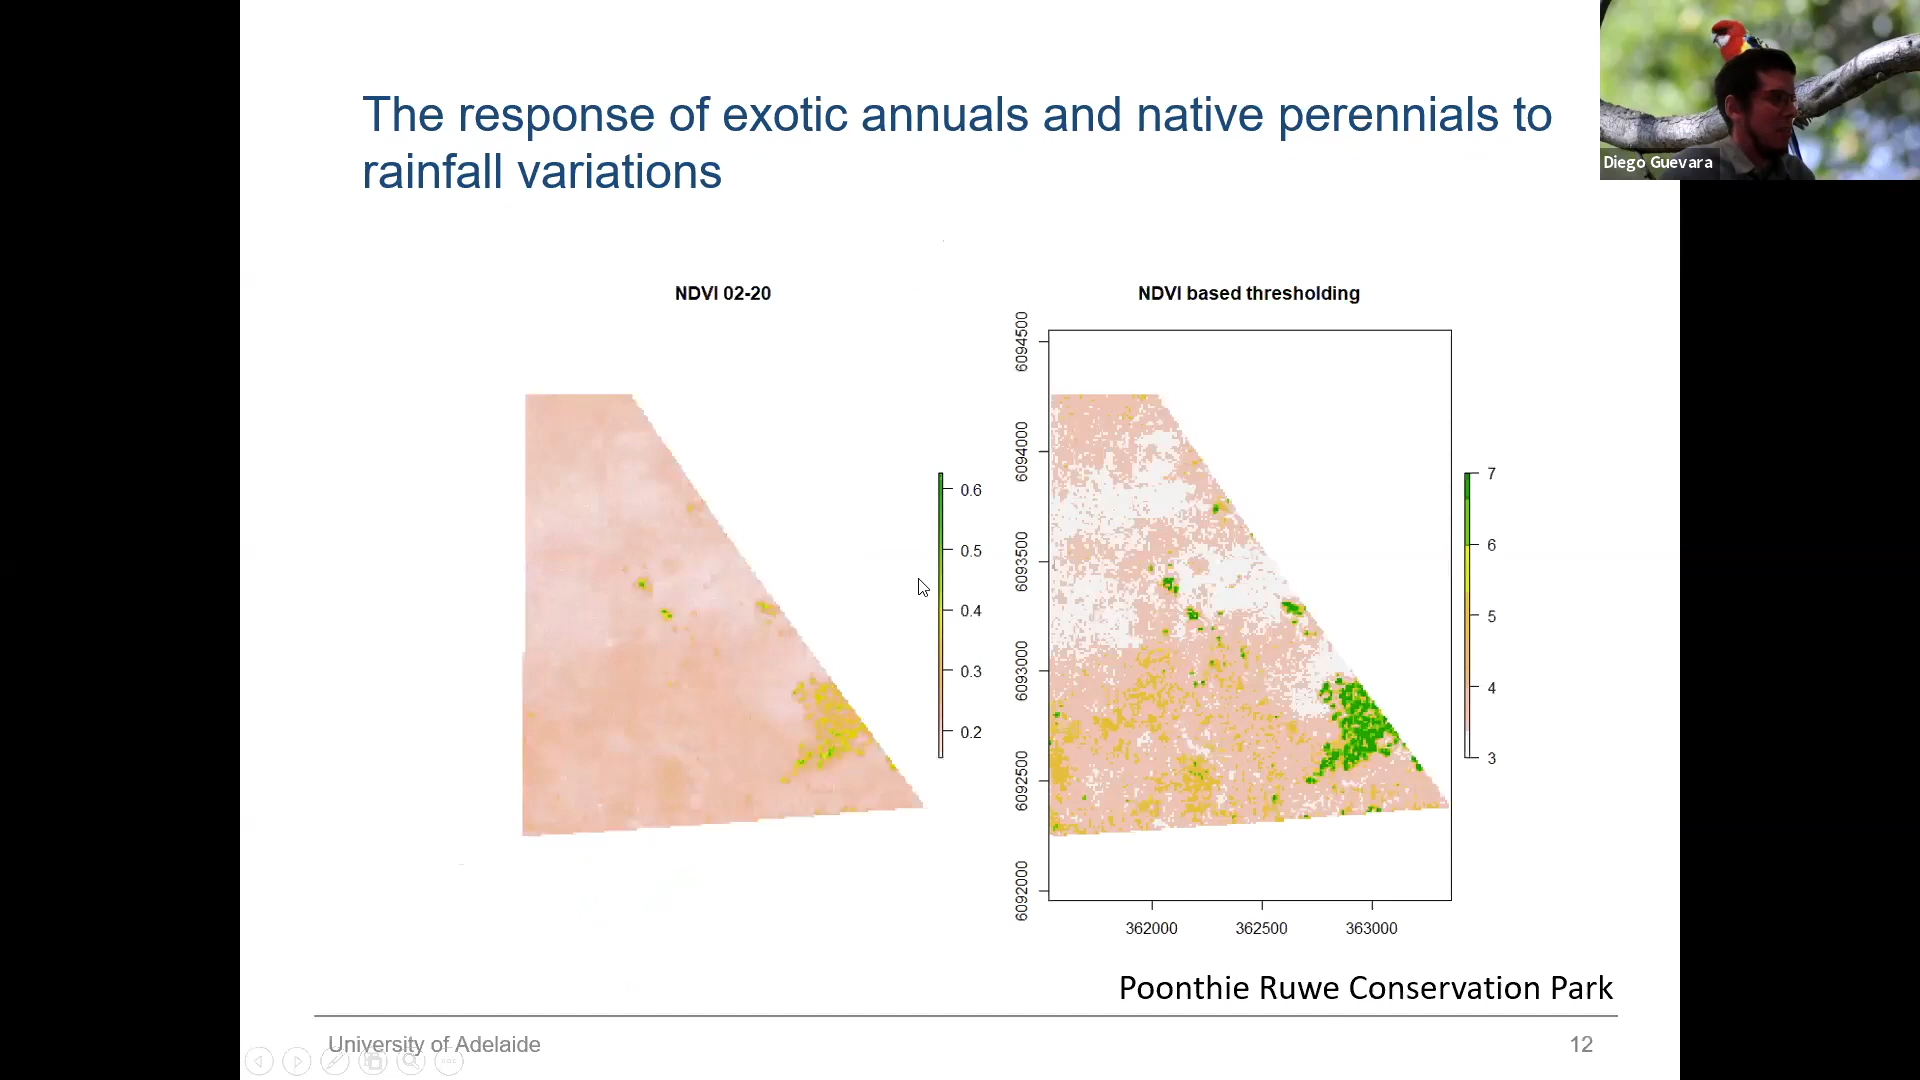 The response of exotic annuals and native perennials to
rainfall variations
Diego Guevara
NDVI 02-20
0.6
0.5
0.4
0.3
0.2
NDVI based thresholding
6094500
6094000
6093500
6093000
6092500
6092000
362000 362500 363000
7
6
5
4
3
Poonthie Ruwe Conservation Park
University of Adelaide
12